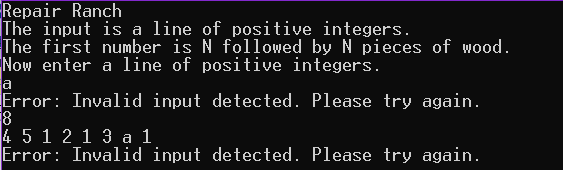 Repair Ranch
The input is a line of positive integers.
The first number is N followed by N pieces of wood.
Now enter a line of positive integers.
a
Error: Invalid input detected. Please try again.
8
4 5 1 2 1 3 a 1
Error: Invalid input detected. Please try again.